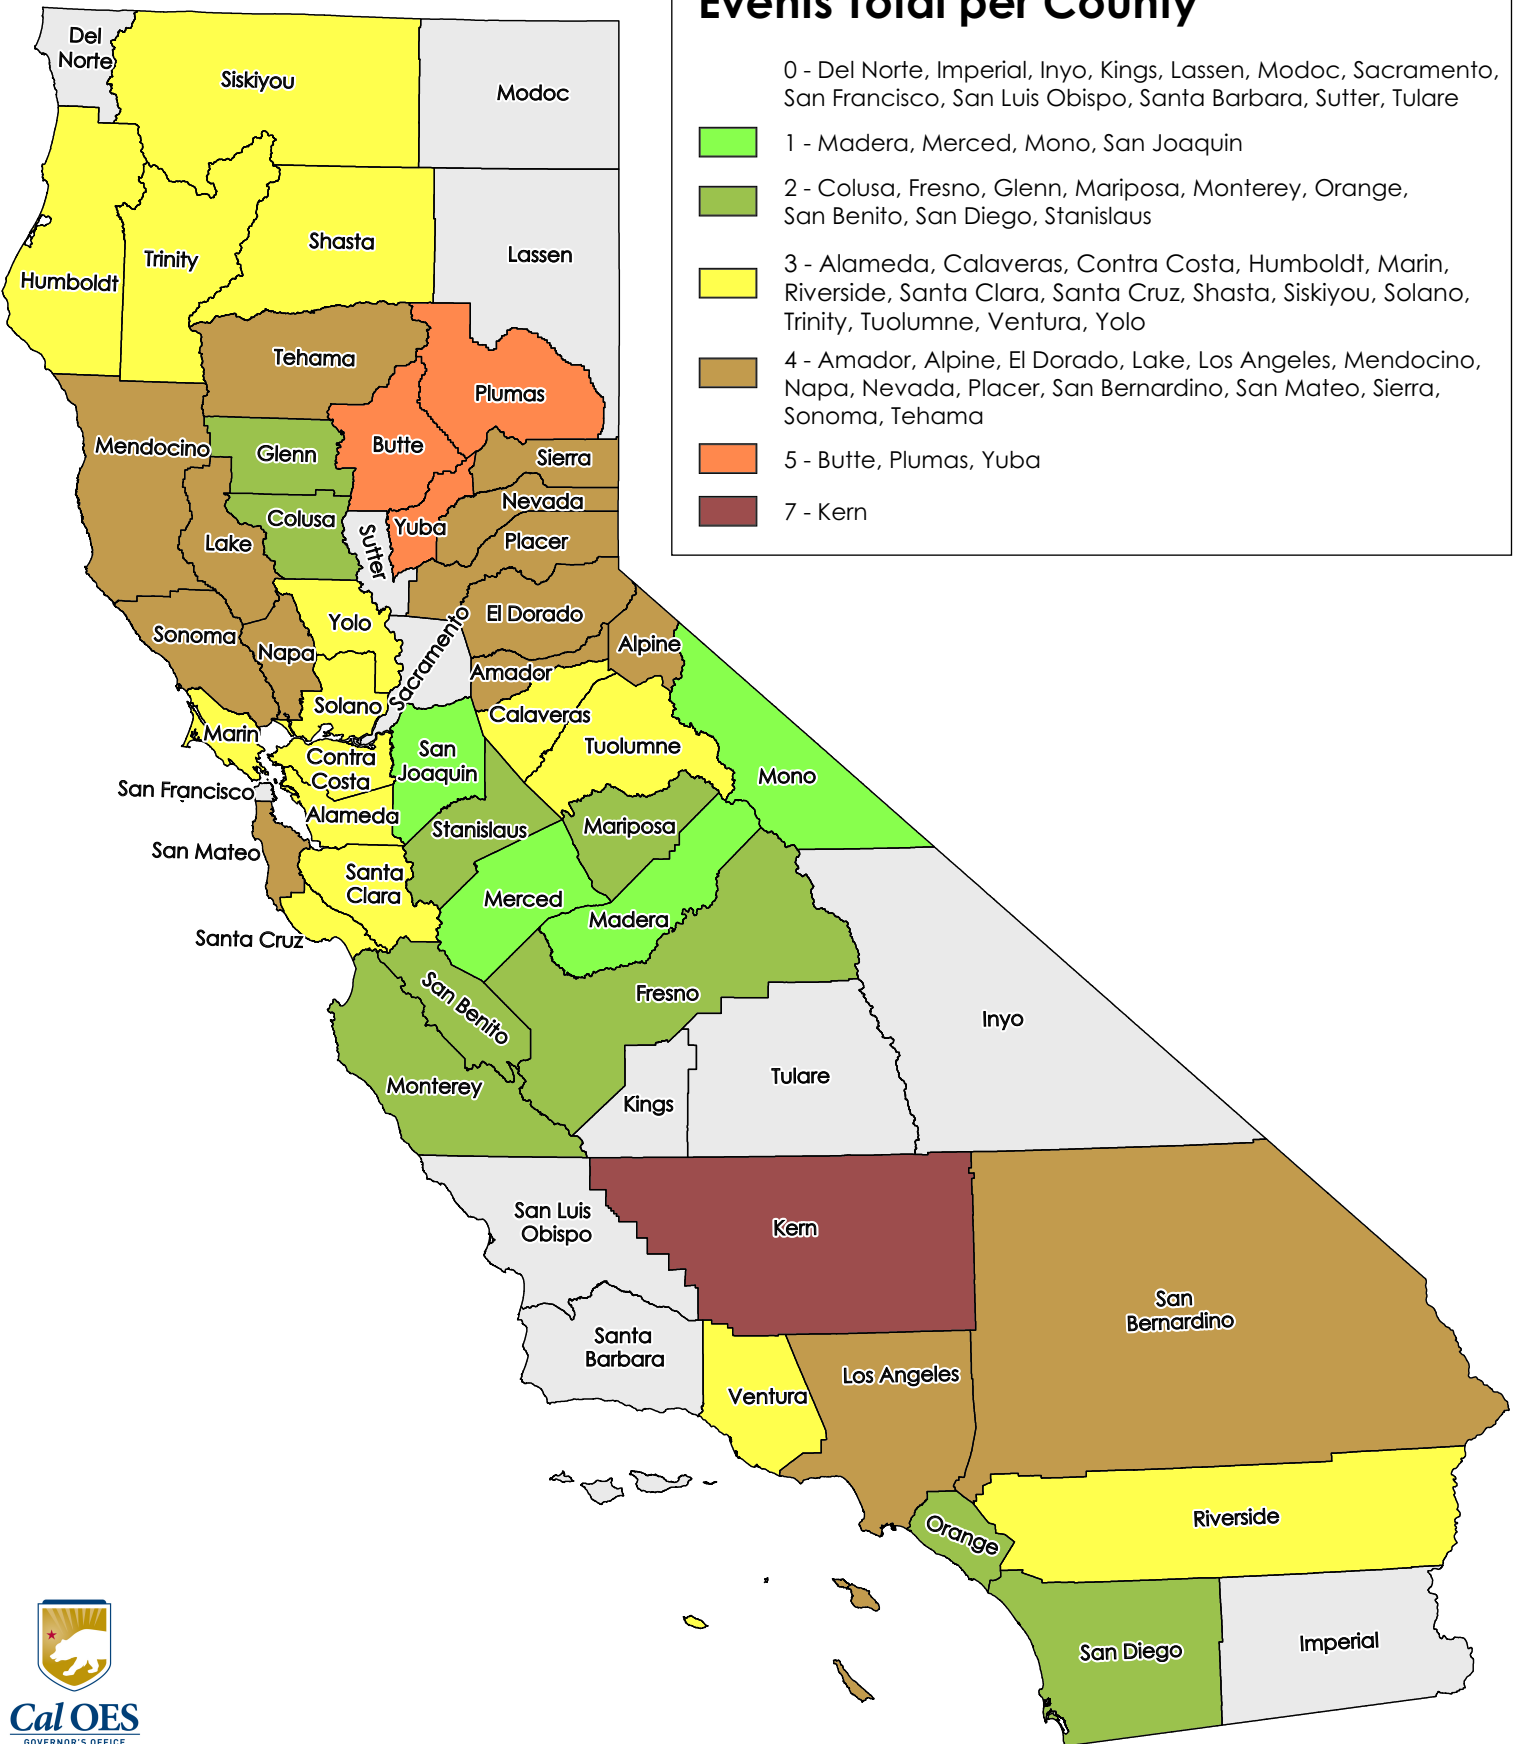 Events Total per County
0 - Del Norte, Imperial, Inyo, Kings, Lassen, Modoc, Sacramento,
San Francisco, San Luis Obispo, Santa Barbara, Sutter, Tulare
1 - Madera, Merced, Mono, San Joaquin
2 - Colusa, Fresno, Glenn, Mariposa, Monterey, Orange,
San Benito, San Diego, Stanislaus
3 - Alameda, Calaveras, Contra Costa, Humboldt, Marin,
Riverside, Santa Clara, Santa Cruz, Shasta, Siskiyou, Solano,
Trinity, Tuolumne, Ventura, Yolo
4 - Amador, Alpine, El Dorado, Lake, Los Angeles, Mendocino,
Napa, Nevada, Placer, San Bernardino, San Mateo, Sierra,
Sonoma, Tehama
5 - Butte, Plumas, Yuba
7 - Kern
Del
Norte
Siskiyou
Modoc
Humboldt
Trinity
Shasta
Lassen
Tehama
Plumas
Mendocino
Glenn
Butte
Sierra
Nevada
Colusa
Sutter
Yuba
Lake
Placer
El Dorado
Sonoma
Napa
Yolo
Sacramento
Alpine
Amador
Solano
Calaveras
Marin
Contra
Costa
San
Joaquin
Tuolumne
Mono
San Francisco
Alameda
Stanislaus
Mariposa
San Mateo
Santa
Clara
Merced
Madera
Santa Cruz
San Benito
Fresno
Inyo
Monterey
Kings
Tulare
San Luis
Obispo
Kern
San
Bernardino
Santa
Barbara
Ventura
Los Angeles
Orange
Riverside
San Diego
Imperial
Cal OES
GOVERNOR'S OFFICE